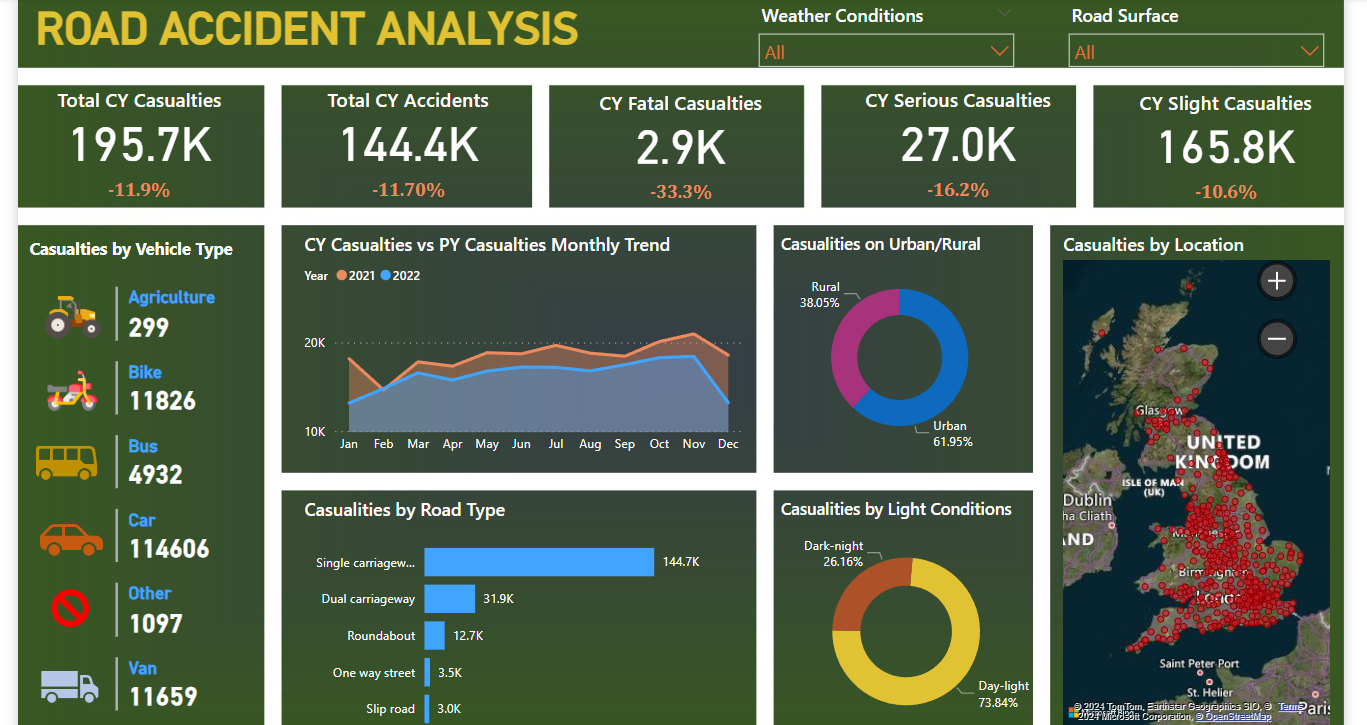 ROAD ACCIDENT ANALYSIS
Weather Conditions
All
Road Surface
All
Total CY Casualties
195.7K
-11.9%
Total CY Accidents
144.4K
-11.70%
CY Fatal Casualties
2.9K
-33.3%
CY Serious Casualties
27.0K
-16.2%
CY Slight Casualties
165.8K
-10.6%
Casualties by Vehicle Type
Agriculture
299
Bike
11826
Bus
4932
Car
114606
Other
1097
Van
11659
CY Casualties vs PY Casualties Monthly Trend
Year 2021 2022
20K
10K
Jan Feb Mar Apr May Jun Jul Aug Sep Oct Nov Dec
Casualities by Road Type
Single carriagew... 144.7K
Dual carriageway 31.9K
Roundabout 12.7K
One way street 3.5K
Slip road 3.0K
Casualities on Urban/Rural
Rural
38.05%
Urban
61.95%
Casualities by Light Conditions
Dark-night
26.16%
Day-light
73.84%
Casualties by Location
Glasgow
UNITED
KINGDOM
ISLE OF MAN
(UK)
Dublin
ha Cliath
AND
Birmingham
London
Saint Peter Port
St. Helier
Paris
© 2024 TomTom, Earthstar Geographics SIO, © Terms
2024 Microsoft Corporation, © OpenStreetMap